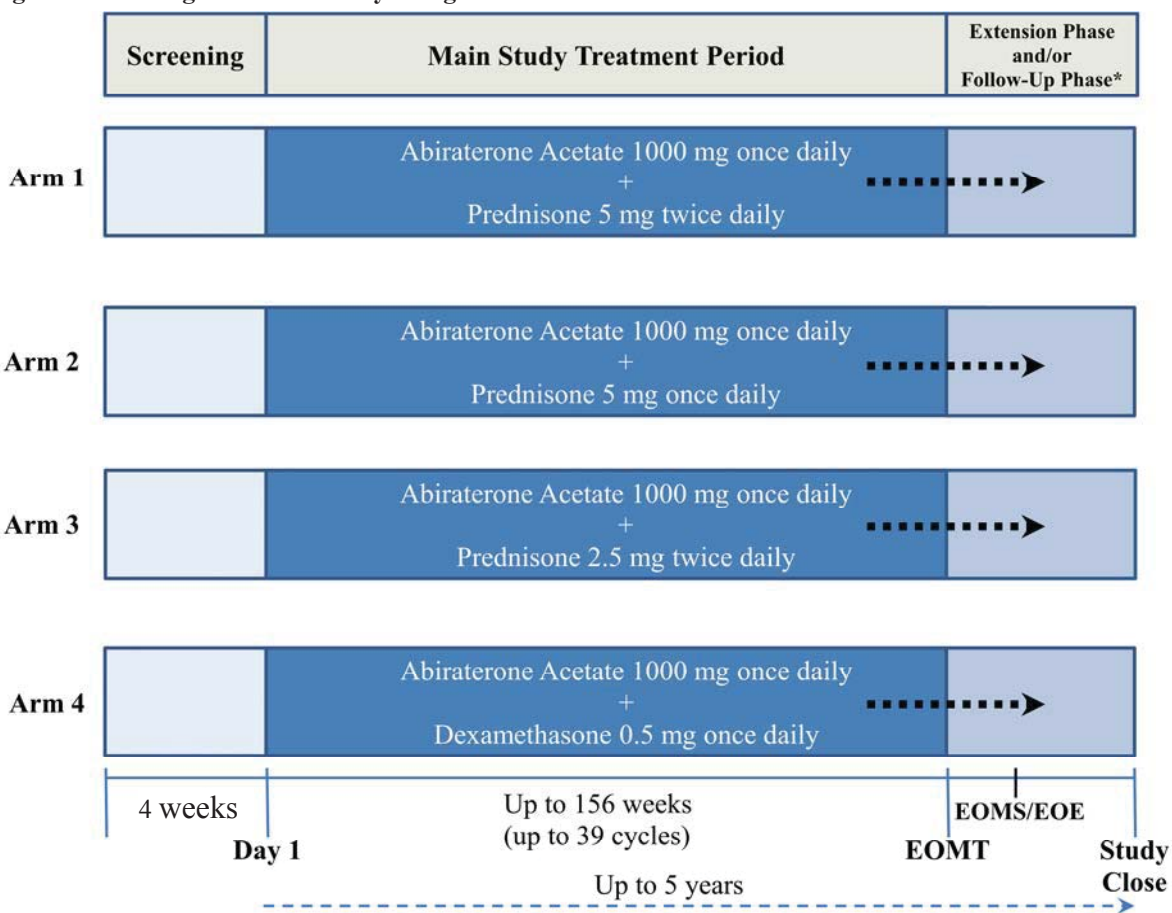 Screening
Main Study Treatment Period
Extension Phase
and/or
Follow-Up Phase*
Arm 1
Abiraterone Acetate 1000 mg once daily
+
Prednisone 5 mg twice daily
Arm 2
Abiraterone Acetate 1000 mg once daily
+
Prednisone 5 mg once daily
Arm 3
Abiraterone Acetate 1000 mg once daily
+
Prednisone 2.5 mg twice daily
Arm 4
Abiraterone Acetate 1000 mg once daily
+
Dexamethasone 0.5 mg once daily
4 weeks
Up to 156 weeks
(up to 39 cycles)
EOMS/EOE
Day 1
EOMT
Study
Close
Up to 5 years